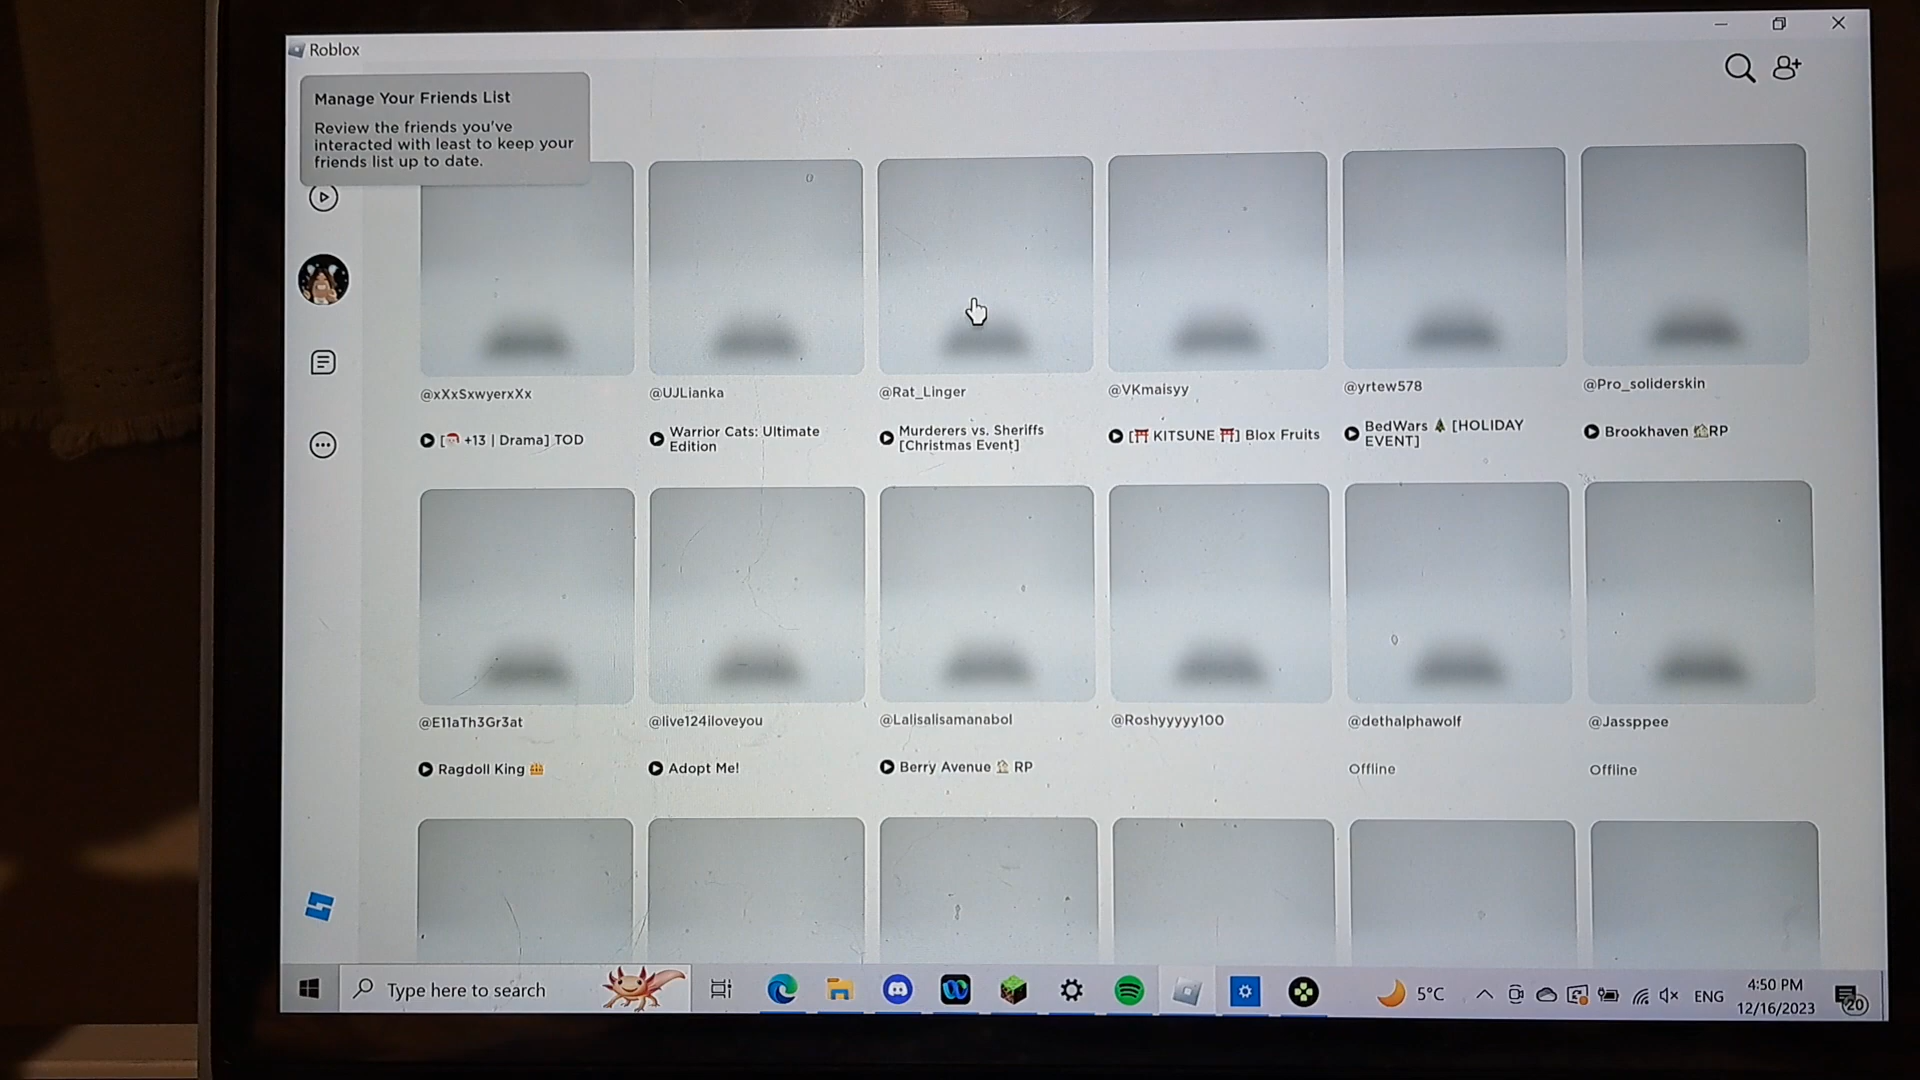 Roblox
Manage Your Friends List
Review the friends you've
interacted with least to keep your
friends list up to date.
@xXxSxwyerxXx
@UJLianka
@Rat_Linger
@VKmaisyy
@yrtew578
@Pro_soliderskin
[🎅 +13 | Drama] TOD
Warrior Cats: Ultimate
Edition
Murderers vs. Sheriffs
[Christmas Event]
[⛩️ KITSUNE ⛩️] Blox Fruits
BedWars 🎄 [HOLIDAY
EVENT]
Brookhaven 🏡RP
@E11aTh3Gr3at
@live124iloveyou
@Lalisalisamanabol
@Roshyyyyy100
@dethalphawolf
@Jassppee
Ragdoll King 👑
Adopt Me!
Berry Avenue 🏠 RP
Offline
Offline
Type here to search
5°C
ENG
4:50 PM
12/16/2023
20